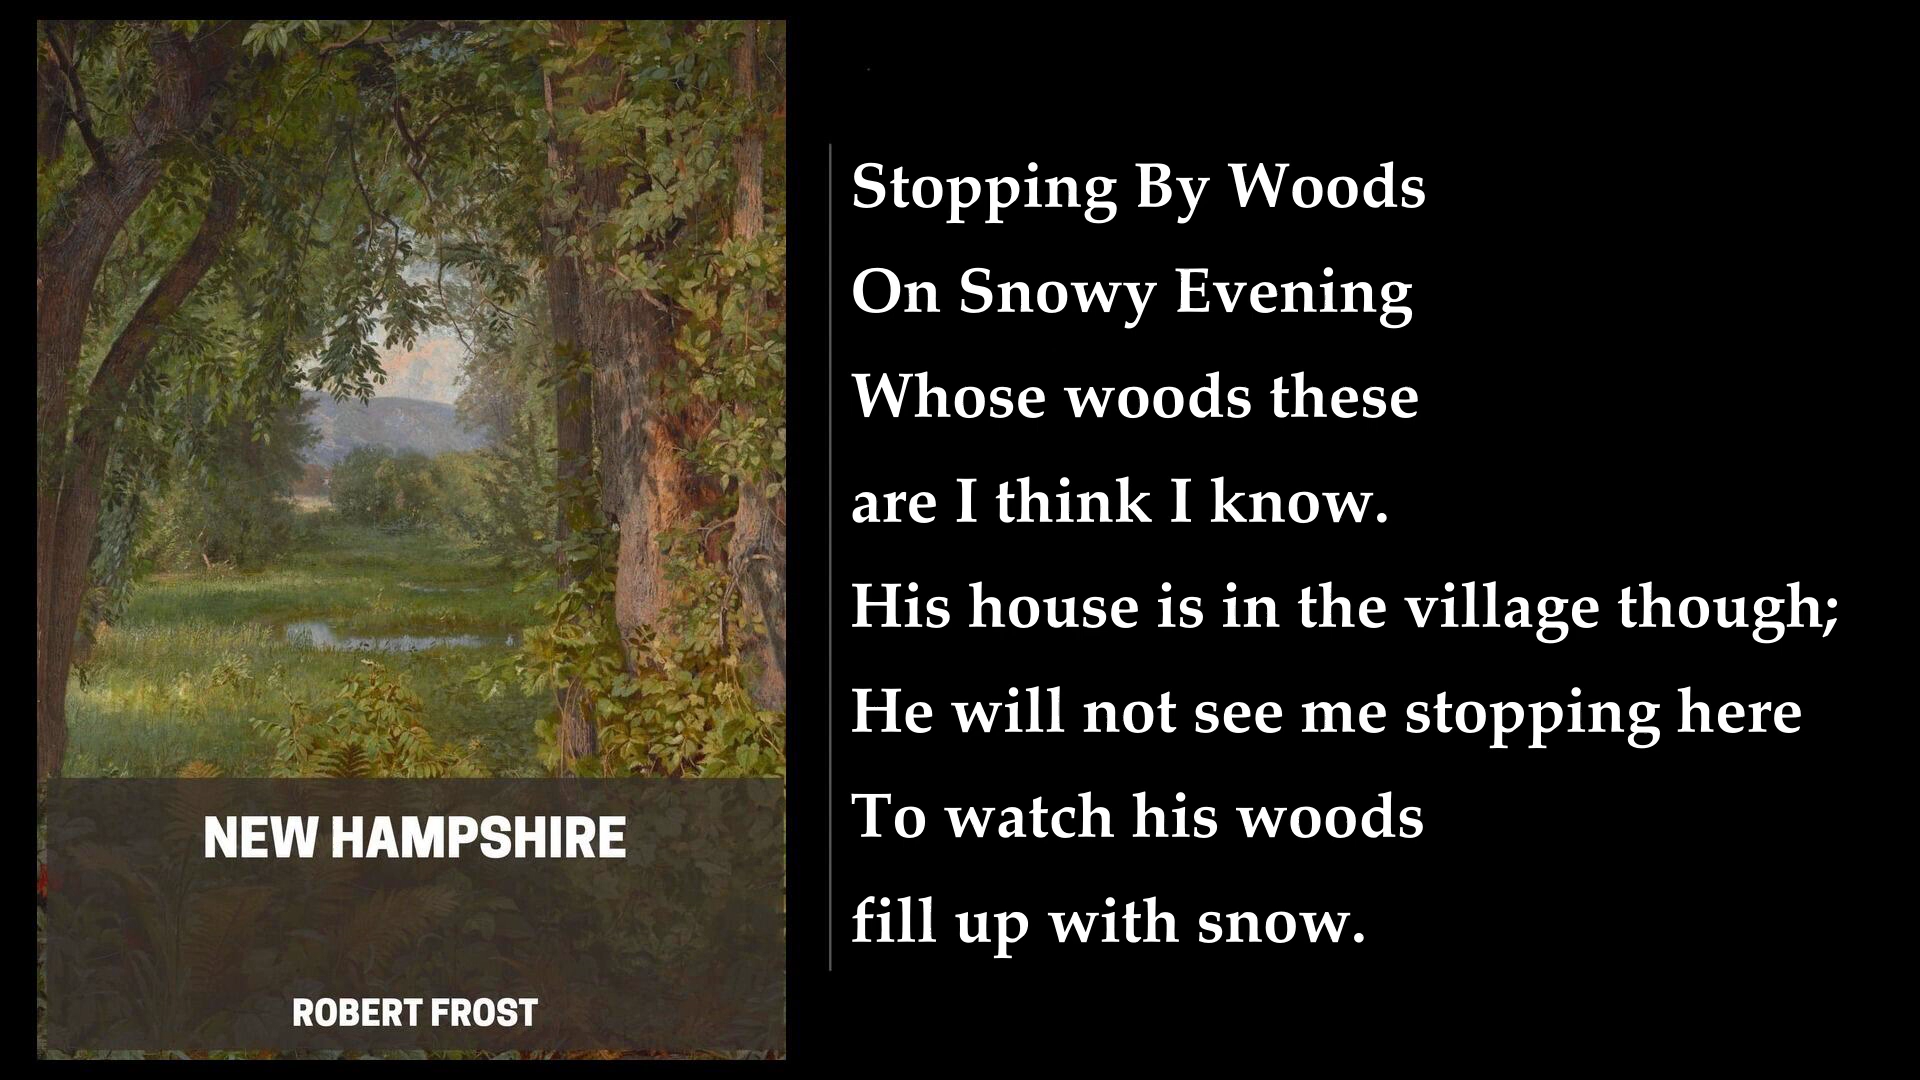 NEW HAMPSHIRE
ROBERT FROST
Stopping By Woods
On Snowy Evening
Whose woods these
are I think I know.
His house is in the village though;
He will not see me stopping here
To watch his woods
fill up with snow.